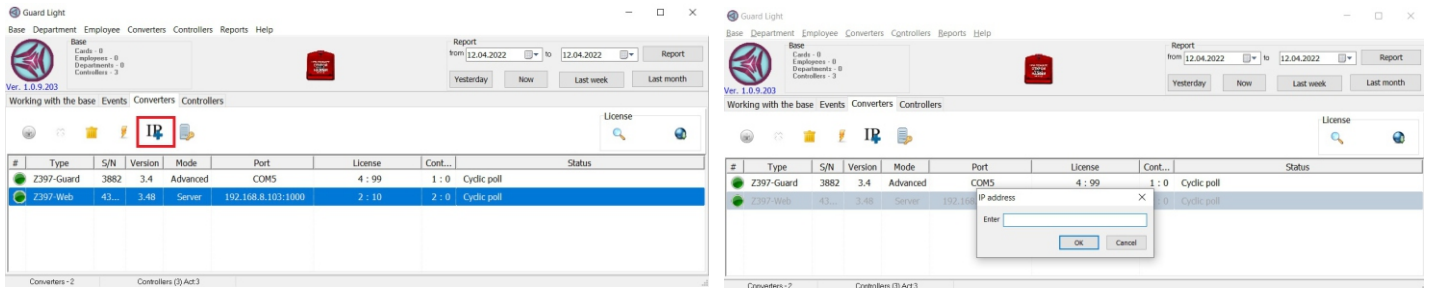 Guard Light
Base Department Employee Converters Controllers Reports Help
Base
Cards - 0
Employees - 0
Departments - 0
Controllers - 3
Ver. 1.0.9.203
Report
from 12.04.2022 to 12.04.2022 Report
Yesterday Now Last week Last month
Working with the base Events Converters Controllers
IP
License
# Type S/N Version Mode Port License Cont... Status
Z397-Guard 3882 3.4 Advanced COM5 4 : 99 1 : 0 Cyclic poll
Z397-Web 43... 3.48 Server 192.168.8.103:1000 2 : 10 2 : 0 Cyclic poll
Converters - 2 Controllers (3) Act:3
Guard Light
Base Department Employee Converters Controllers Reports Help
Base
Cards - 0
Employees - 0
Departments - 0
Controllers - 3
Ver. 1.0.9.203
Report
from 12.04.2022 to 12.04.2022 Report
Yesterday Now Last week Last month
Working with the base Events Converters Controllers
IP
License
# Type S/N Version Mode Port License Cont... Status
Z397-Guard 3882 3.4 Advanced COM5 4 : 99 1 : 0 Cyclic poll
Z397-Web 43... 3.48 Server : 0 Cyclic poll
IP address
Enter
OK Cancel
Converters - 2 Controllers (3) Act:3